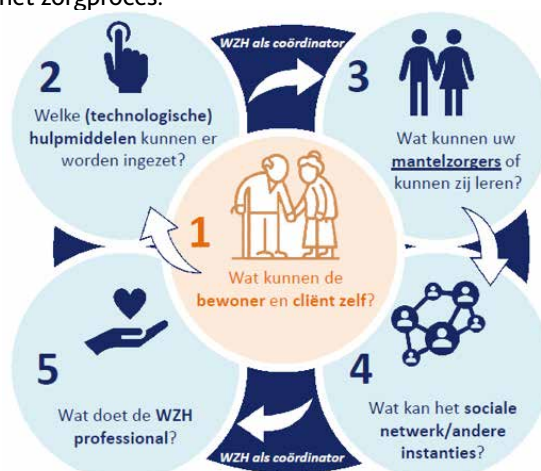 het zorgproces.
WZH als coördinator
1
Wat kunnen de
bewoner en cliënt zelf?
2
Welke (technologische)
hulpmiddelen kunnen er
worden ingezet?
3
Wat kunnen uw
mantelzorgers of
kunnen zij leren?
4
Wat kan het sociale
netwerk/andere
instanties?
5
Wat doet de WZH
professional?
WZH als coördinator